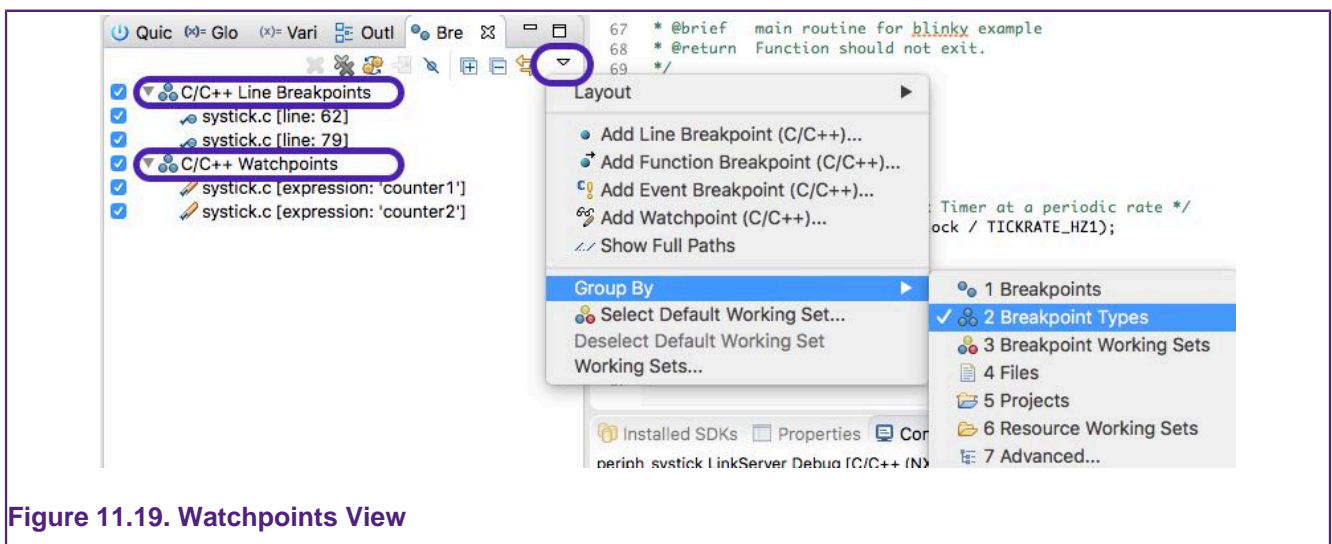 Quic (x)= Glo (x)= Vari Outl Bre
C/C++ Line Breakpoints
systick.c [line: 62]
systick.c [line: 79]
C/C++ Watchpoints
systick.c [expression: 'counter1']
systick.c [expression: 'counter2']
67 * @brief main routine for blinky example
68 * @return Function should not exit.
69 */
Layout
Add Line Breakpoint (C/C++)...
Add Function Breakpoint (C/C++)...
Add Event Breakpoint (C/C++)...
Add Watchpoint (C/C++)...
Show Full Paths
Group By
Select Default Working Set...
Deselect Default Working Set
Working Sets...
Timer at a periodic rate */
ock / TICKRATE_HZ1);
1 Breakpoints
2 Breakpoint Types
3 Breakpoint Working Sets
4 Files
5 Projects
6 Resource Working Sets
7 Advanced...
Installed SDKs Properties Con
periph_systick LinkServer Debug [C/C++ (NX
Figure 11.19. Watchpoints View